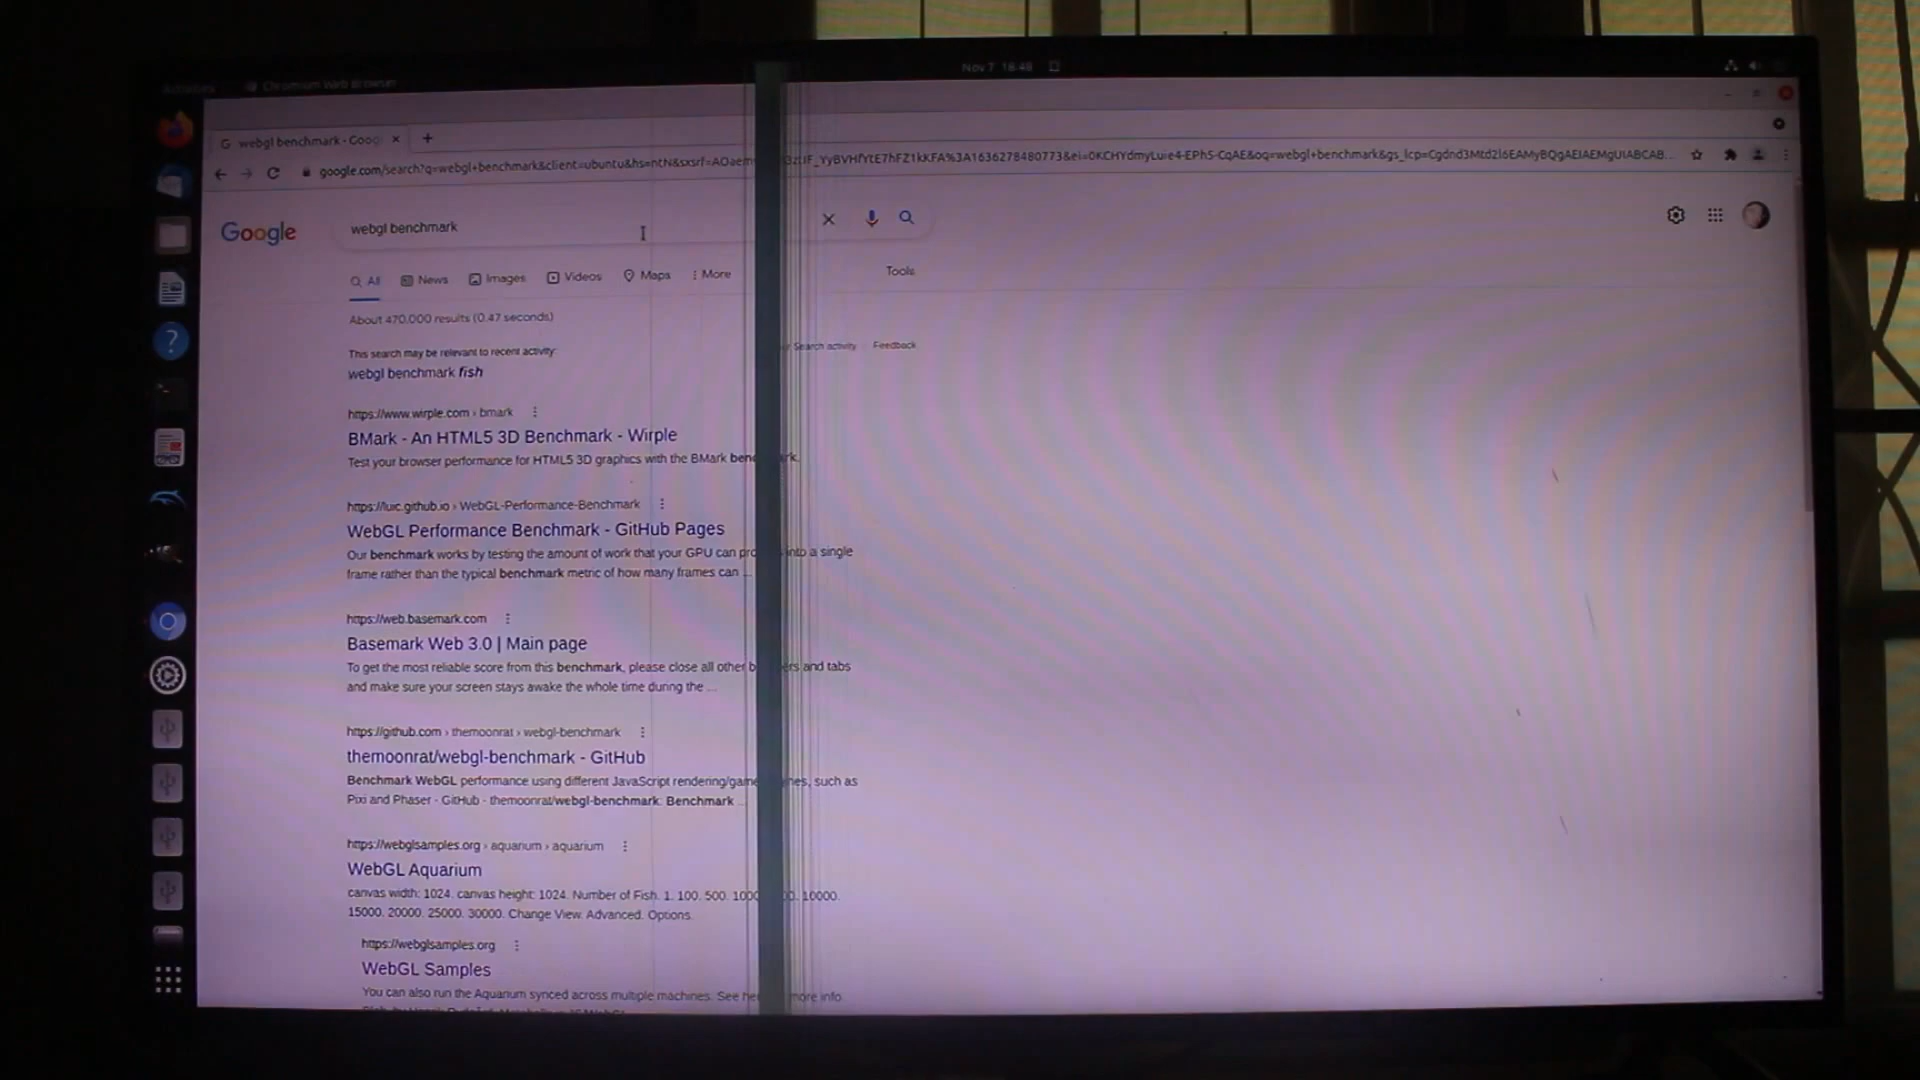 Activities Chromium Web Browser
Nov 7 18:48
webgl benchmark - Goog
google.com/search?q=webgl+benchmark&client=ubuntu&hs=ntN&sxsrf=AOaem
Google
webgl benchmark
All News Images Videos Maps More Tools
About 470,000 results (0.47 seconds)
This search may be relevant to recent activity:
Search activity Feedback
webgl benchmark fish
https://www.wirple.com › bmark
BMark - An HTML5 3D Benchmark - Wirple
Test your browser performance for HTML5 3D graphics with the BMark
https://luic.github.io › WebGL-Performance-Benchmark
WebGL Performance Benchmark - GitHub Pages
Our benchmark works by testing the amount of work that your GPU can into a single
frame rather than the typical benchmark metric of how many frames can ...
https://web.basemark.com
Basemark Web 3.0 | Main page
To get the most reliable score from this benchmark, please close all other and tabs
and make sure your screen stays awake the whole time during the ...
https://github.com › themoonrat › webgl-benchmark
themoonrat/webgl-benchmark - GitHub
Benchmark WebGL performance using different JavaScript such as
Pixi and Phaser - GitHub - themoonrat/webgl-benchmark: Benchmark ...
https://webglsamples.org › aquarium › aquarium
WebGL Aquarium
canvas width: 1024. canvas height: 1024. Number of Fish. 1. 100. 500. 10000.
15000. 20000. 25000. 30000. Change View. Advanced. Options.
https://webglsamples.org
WebGL Samples
You can also run the Aquarium synced across multiple machines. See more info.